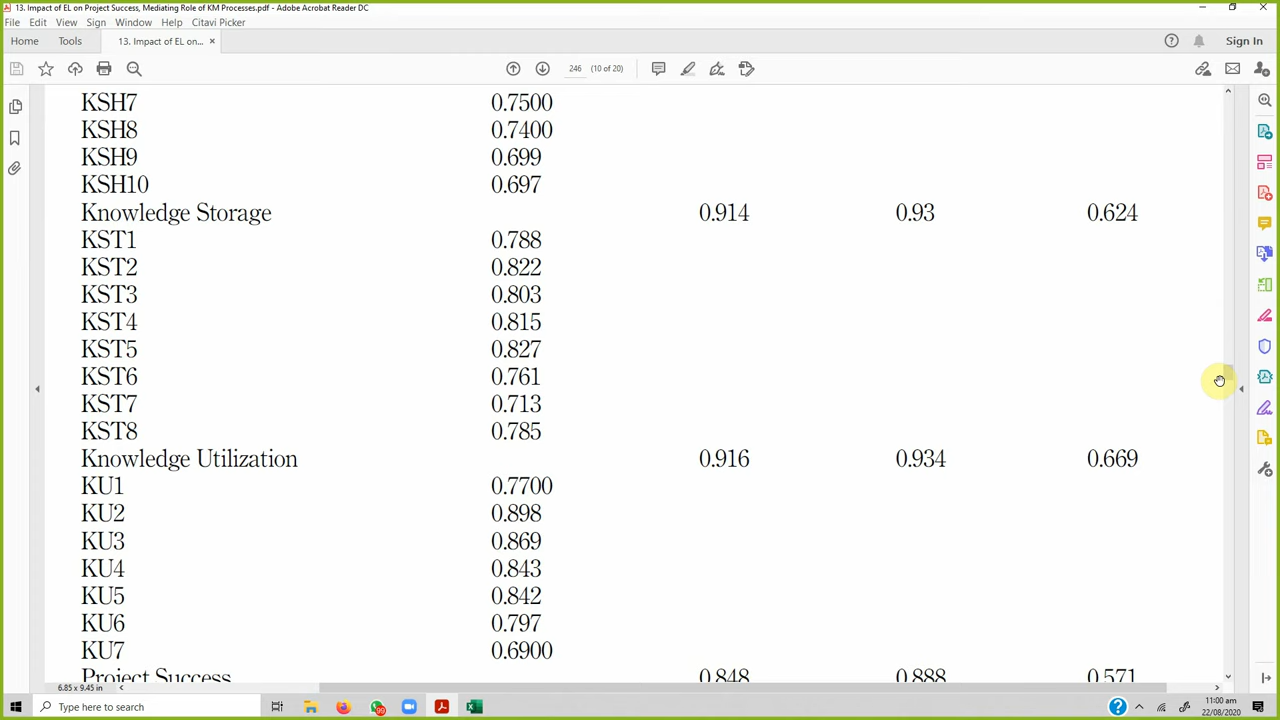 13. Impact of EL on Project Success, Mediating Role of KM Processes.pdf - Adobe Acrobat Reader DC
File Edit View Sign Window Help Citavi Picker
Home Tools 13. Impact of EL on... × Sign In
246 (10 of 20)
KSH7 0.7500
KSH8 0.7400
KSH9 0.699
KSH10 0.697
Knowledge Storage 0.914 0.93 0.624
KST1 0.788
KST2 0.822
KST3 0.803
KST4 0.815
KST5 0.827
KST6 0.761
KST7 0.713
KST8 0.785
Knowledge Utilization 0.916 0.934 0.669
KU1 0.7700
KU2 0.898
KU3 0.869
KU4 0.843
KU5 0.842
KU6 0.797
KU7 0.6900
Project Success 0.848 0.888 0.571
6.85 x 9.45 in
Type here to search
99
11:00 am
22/08/2020